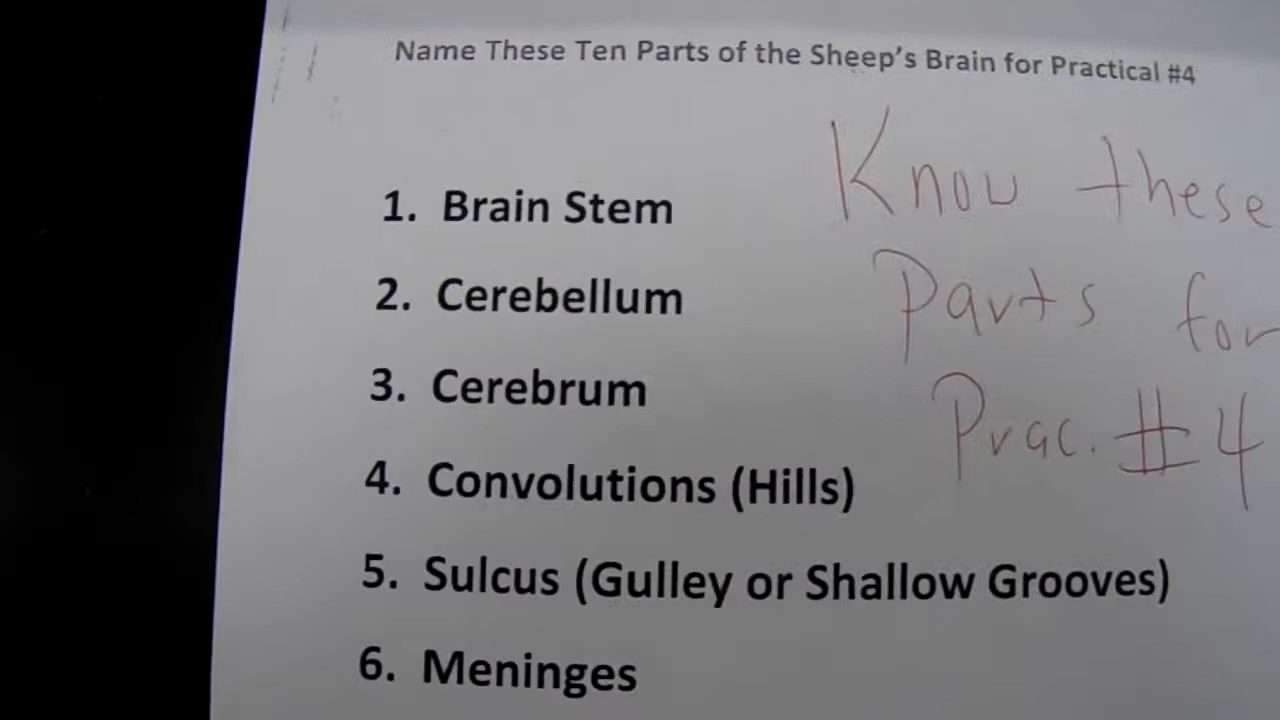 Name These Ten Parts of the Sheep's Brain for Practical #4
Know these
Parts for
Prac. #4
1. Brain Stem
2. Cerebellum
3. Cerebrum
4. Convolutions (Hills)
5. Sulcus (Gulley or Shallow Grooves)
6. Meninges